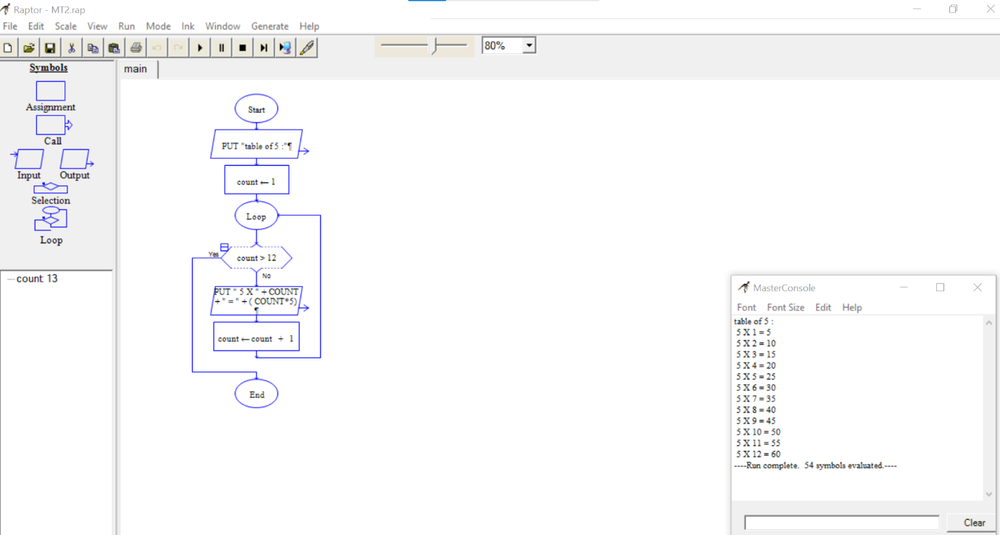 Raptor - MT2.rap
File Edit Scale View Run Mode Ink Window Generate Help
80%
Symbols
Assignment
Call
Input Output
Selection
Loop
count: 13
main
Start
PUT "table of 5 :"¶
count ← 1
Loop
Yes
count > 12
No
PUT " 5 X " + COUNT
+ " = " + ( COUNT*5)
¶
count ← count + 1
End
MasterConsole
Font Font Size Edit Help
table of 5 :
5 X 1 = 5
5 X 2 = 10
5 X 3 = 15
5 X 4 = 20
5 X 5 = 25
5 X 6 = 30
5 X 7 = 35
5 X 8 = 40
5 X 9 = 45
5 X 10 = 50
5 X 11 = 55
5 X 12 = 60
----Run complete. 54 symbols evaluated.----
Clear